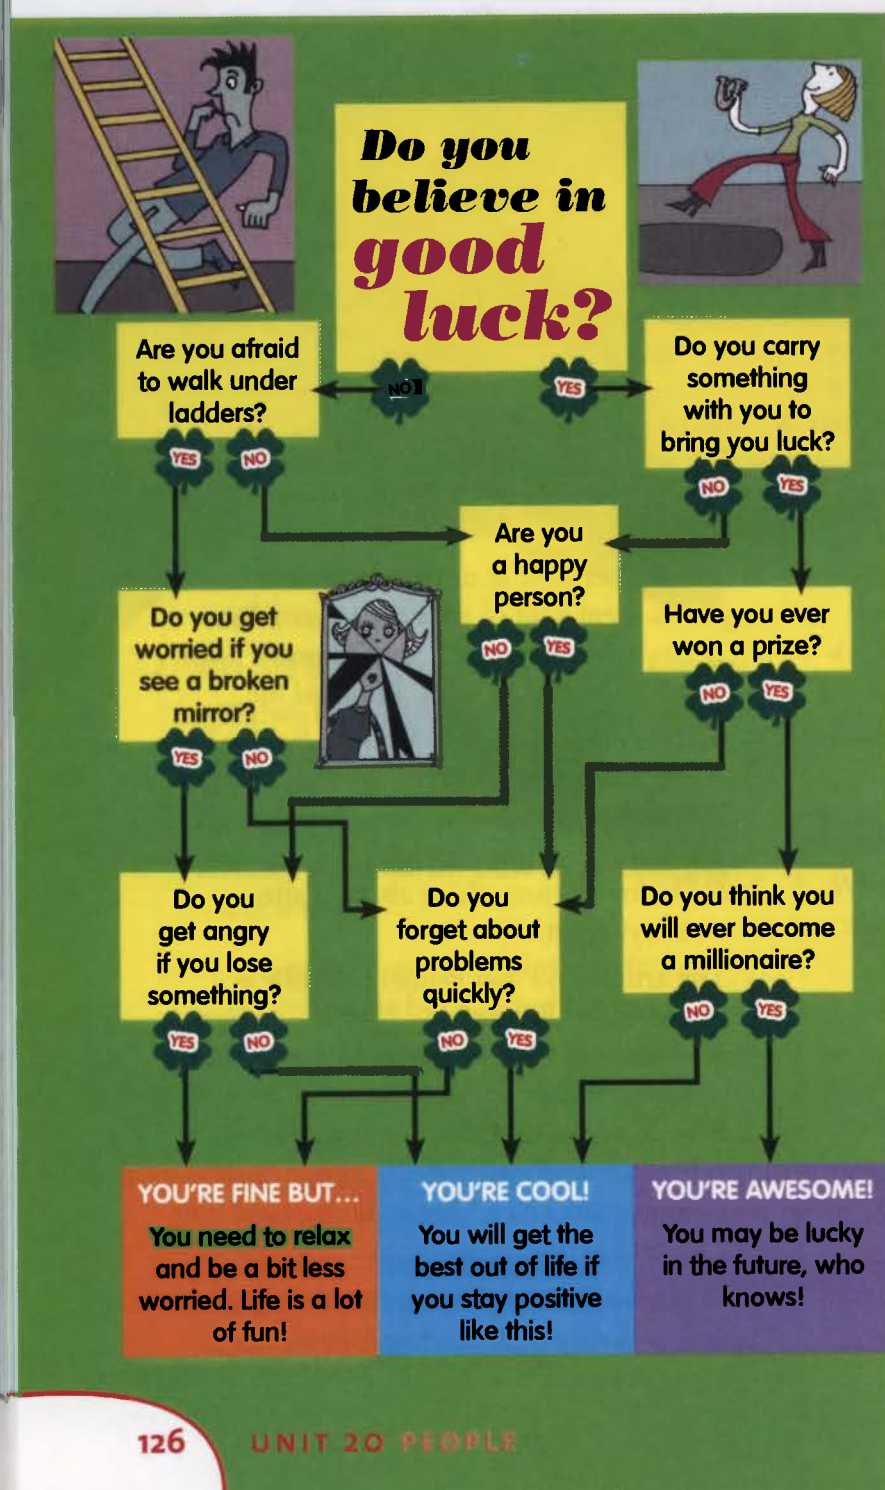 Do you
believe in
good
luck?
Are you afraid
to walk under
ladders?
NO
YES
Do you carry
something
with you to
bring you luck?
YES
NO
NO
YES
Are you
a happy
person?
Do you get
worried if you
see a broken
mirror?
Have you ever
won a prize?
NO
YES
NO
YES
YES
NO
Do you
get angry
if you lose
something?
Do you
forget about
problems
quickly?
Do you think you
will ever become
a millionaire?
YES
NO
NO
YES
NO
YES
YOU'RE FINE BUT...
You need to relax
and be a bit less
worried. Life is a lot
of fun!
YOU'RE COOL!
You will get the
best out of life if
you stay positive
like this!
YOU'RE AWESOME!
You may be lucky
in the future, who
knows!
126 UNIT 20 PEOPLE